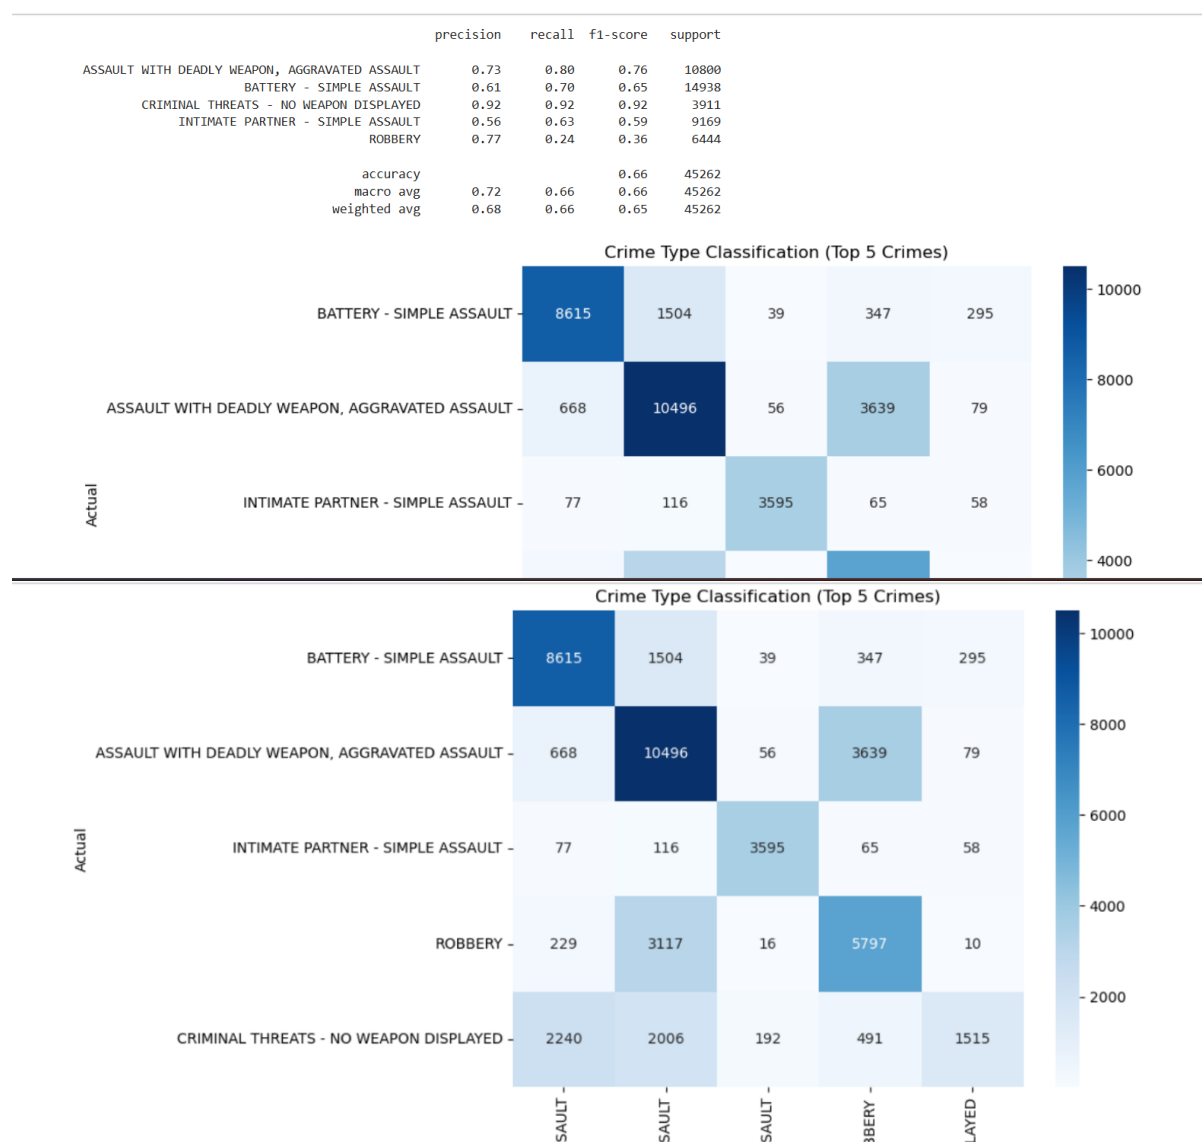 precision recall f1-score support
ASSAULT WITH DEADLY WEAPON, AGGRAVATED ASSAULT 0.73 0.80 0.76 10800
BATTERY - SIMPLE ASSAULT 0.61 0.70 0.65 14938
CRIMINAL THREATS - NO WEAPON DISPLAYED 0.92 0.92 0.92 3911
INTIMATE PARTNER - SIMPLE ASSAULT 0.56 0.63 0.59 9169
ROBBERY 0.77 0.24 0.36 6444
accuracy 0.66 45262
macro avg 0.72 0.66 0.66 45262
weighted avg 0.68 0.66 0.65 45262
Crime Type Classification (Top 5 Crimes)
BATTERY - SIMPLE ASSAULT 8615 1504 39 347 295
ASSAULT WITH DEADLY WEAPON, AGGRAVATED ASSAULT 668 10496 56 3639 79
INTIMATE PARTNER - SIMPLE ASSAULT 77 116 3595 65 58
Actual
10000
8000
6000
4000
Crime Type Classification (Top 5 Crimes)
BATTERY - SIMPLE ASSAULT 8615 1504 39 347 295
ASSAULT WITH DEADLY WEAPON, AGGRAVATED ASSAULT 668 10496 56 3639 79
INTIMATE PARTNER - SIMPLE ASSAULT 77 116 3595 65 58
ROBBERY 229 3117 16 5797 10
CRIMINAL THREATS - NO WEAPON DISPLAYED 2240 2006 192 491 1515
Actual
10000
8000
6000
4000
2000